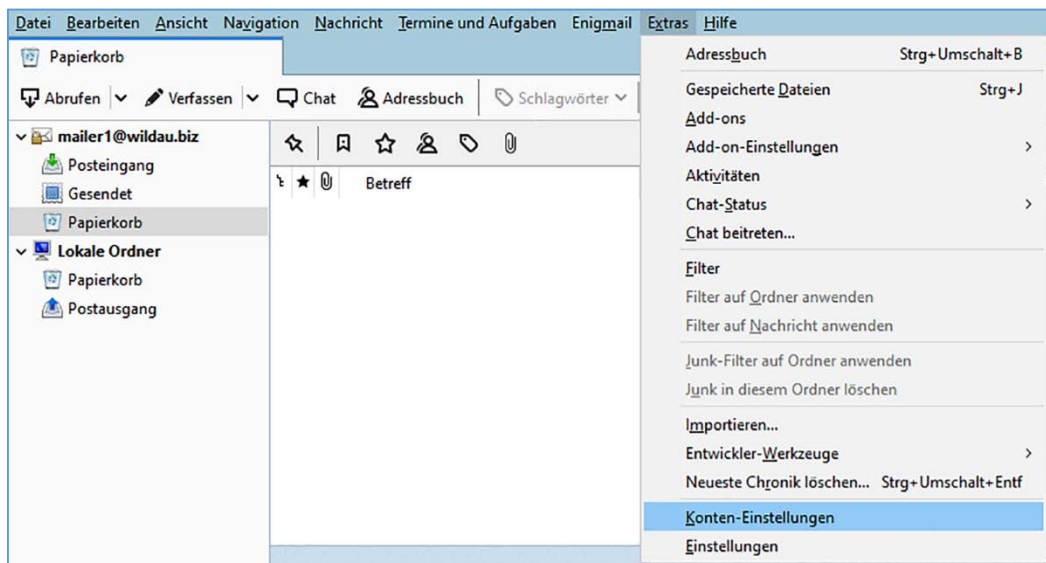 Datei Bearbeiten Ansicht Navigation Nachricht Termine und Aufgaben Enigmail Extras Hilfe
Papierkorb
Abrufen Verfassen Chat Adressbuch Schlagwörter
mailer1@wildau.biz
Posteingang
Gesendet
Papierkorb
Lokale Ordner
Papierkorb
Postausgang
Betreff
Adressbuch Strg+Umschalt+B
Gespeicherte Dateien Strg+J
Add-ons
Add-on-Einstellungen
Aktivitäten
Chat-Status
Chat beitreten...
Filter
Filter auf Ordner anwenden
Filter auf Nachricht anwenden
Junk-Filter auf Ordner anwenden
Junk in diesem Ordner löschen
Importieren...
Entwickler-Werkzeuge
Neueste Chronik löschen... Strg+Umschalt+Entf
Konten-Einstellungen
Einstellungen